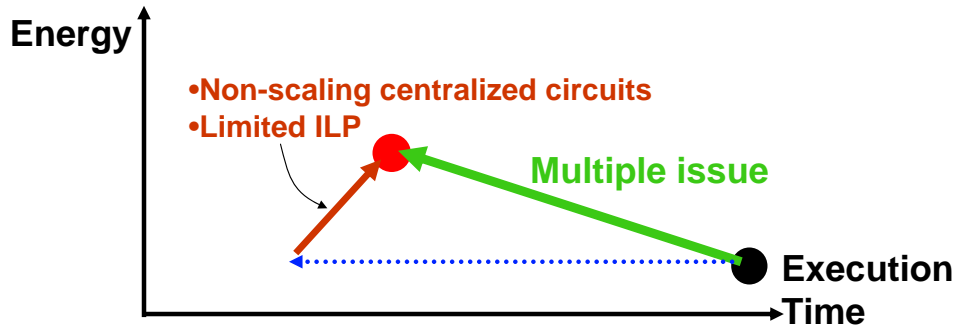 Energy
•Non-scaling centralized circuits
•Limited ILP
Multiple issue
Execution
Time